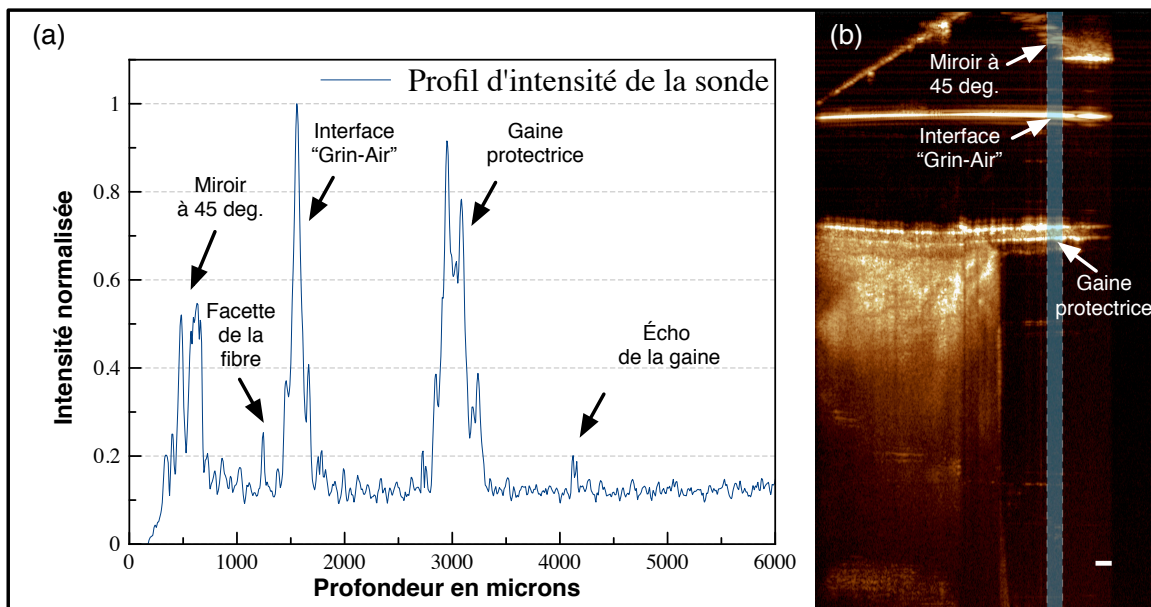 (a)
Profil d'intensité de la sonde
Intensité normalisée
1
0.8
0.6
0.4
0.2
0
Miroir
à 45 deg.
Facette
de la
fibre
Interface
“Grin-Air”
Gaine
protectrice
Écho
de la gaine
0 1000 2000 3000 4000 5000 6000
Profondeur en microns
(b)
Miroir à
45 deg.
Interface
“Grin-Air”
Gaine
protectrice